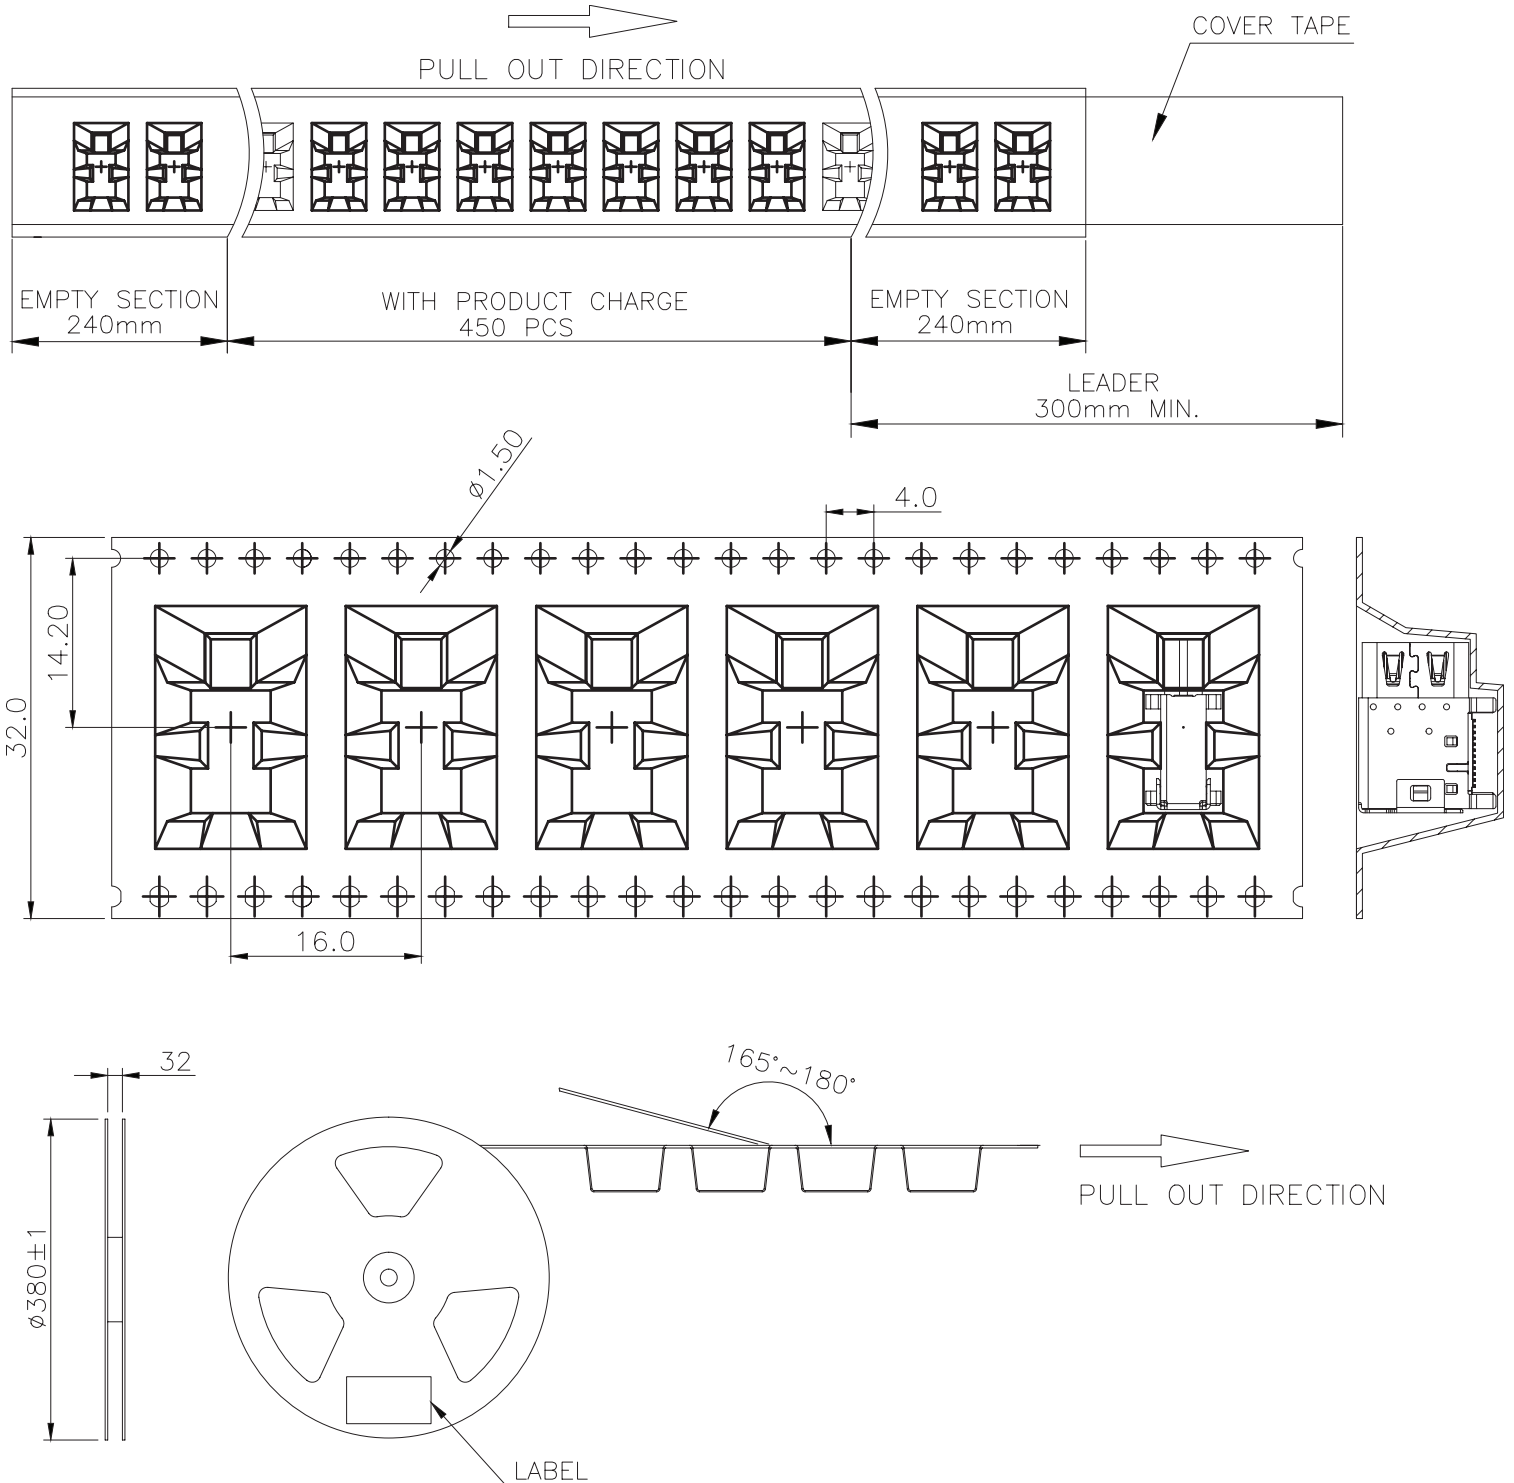 COVER TAPE
PULL OUT DIRECTION
EMPTY SECTION
240mm
WITH PRODUCT CHARGE
450 PCS
EMPTY SECTION
240mm
LEADER
300mm MIN.
ø1.50
4.0
14.20
32.0
16.0
32
165°~180°
PULL OUT DIRECTION
ø380±1
LABEL